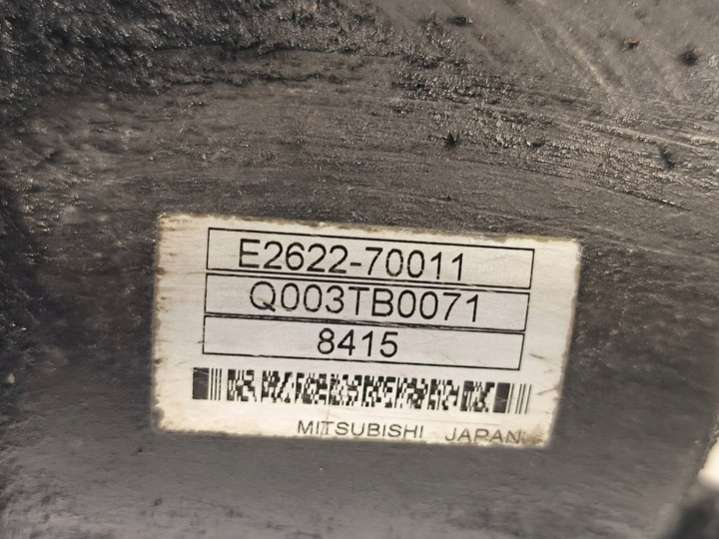 E2622-70011
Q003TB0071
8415
MITSUBISHI JAPAN